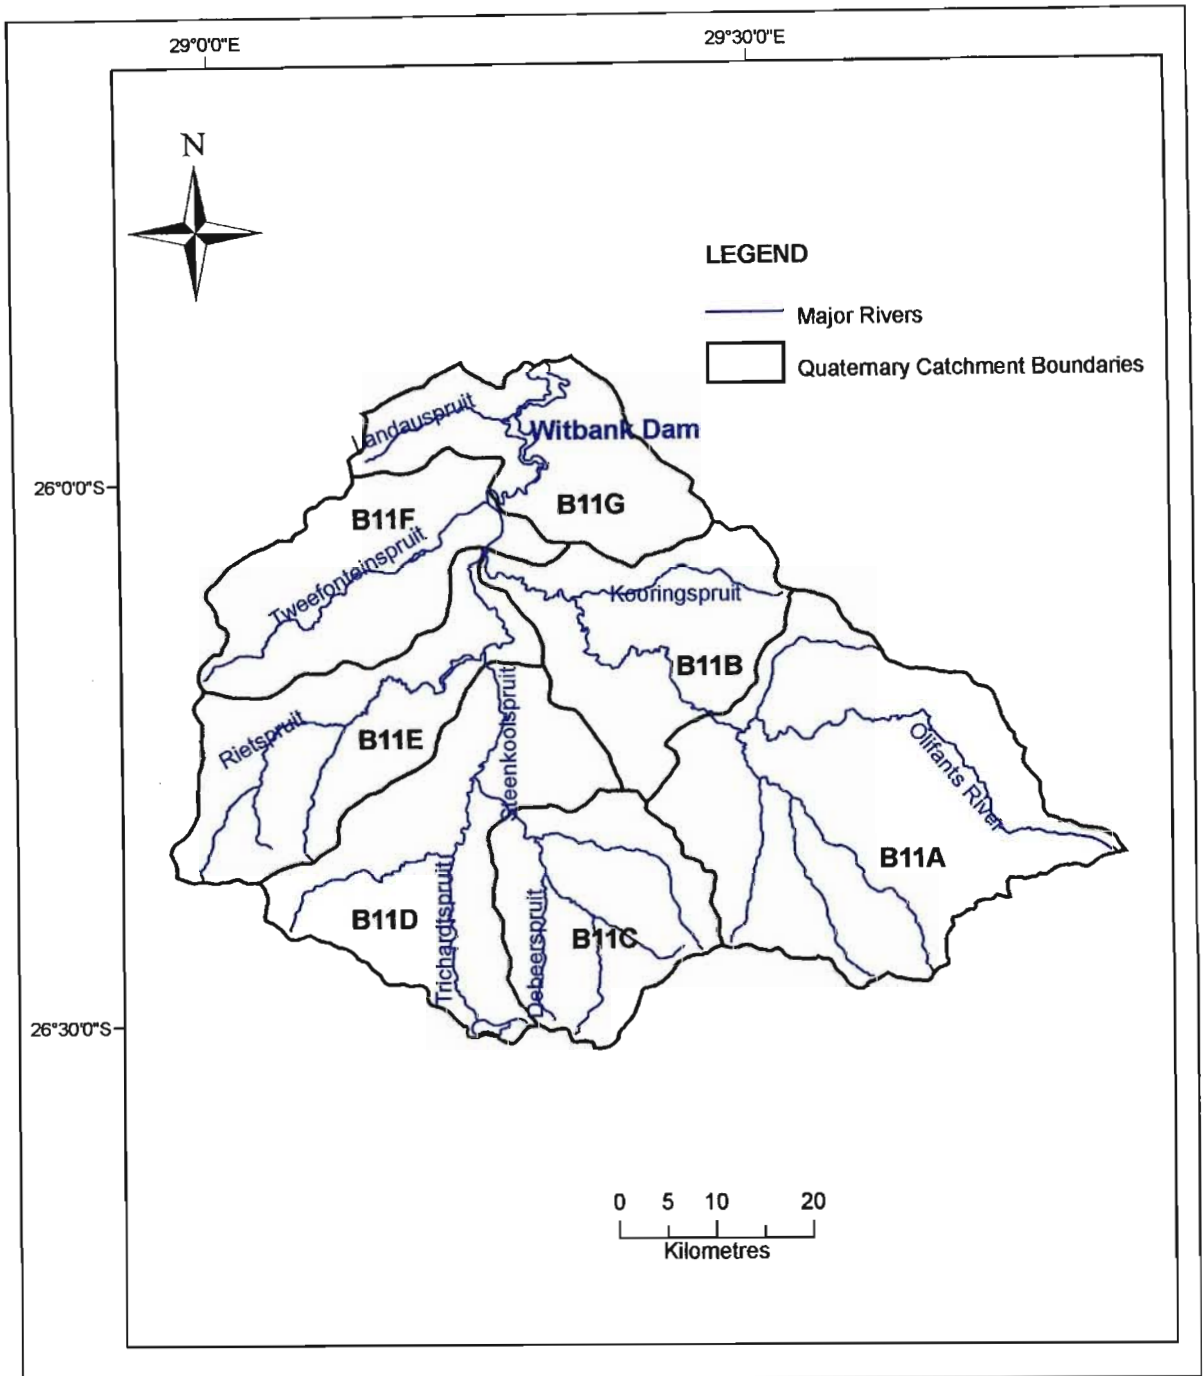 29°0'0"E
29°30'0"E
N
LEGEND
Major Rivers
Quaternary Catchment Boundaries
Landauspruit
Witbank Dam
26°0'0"S
B11F
B11G
Tweefonteinspruit
Kooringspruit
B11B
Steenkoolspruit
Rietspruit
B11E
Olifants River
B11A
B11D
Trichardtspruit
Debeerspruit
B11C
26°30'0"S
0 5 10 20
Kilometres